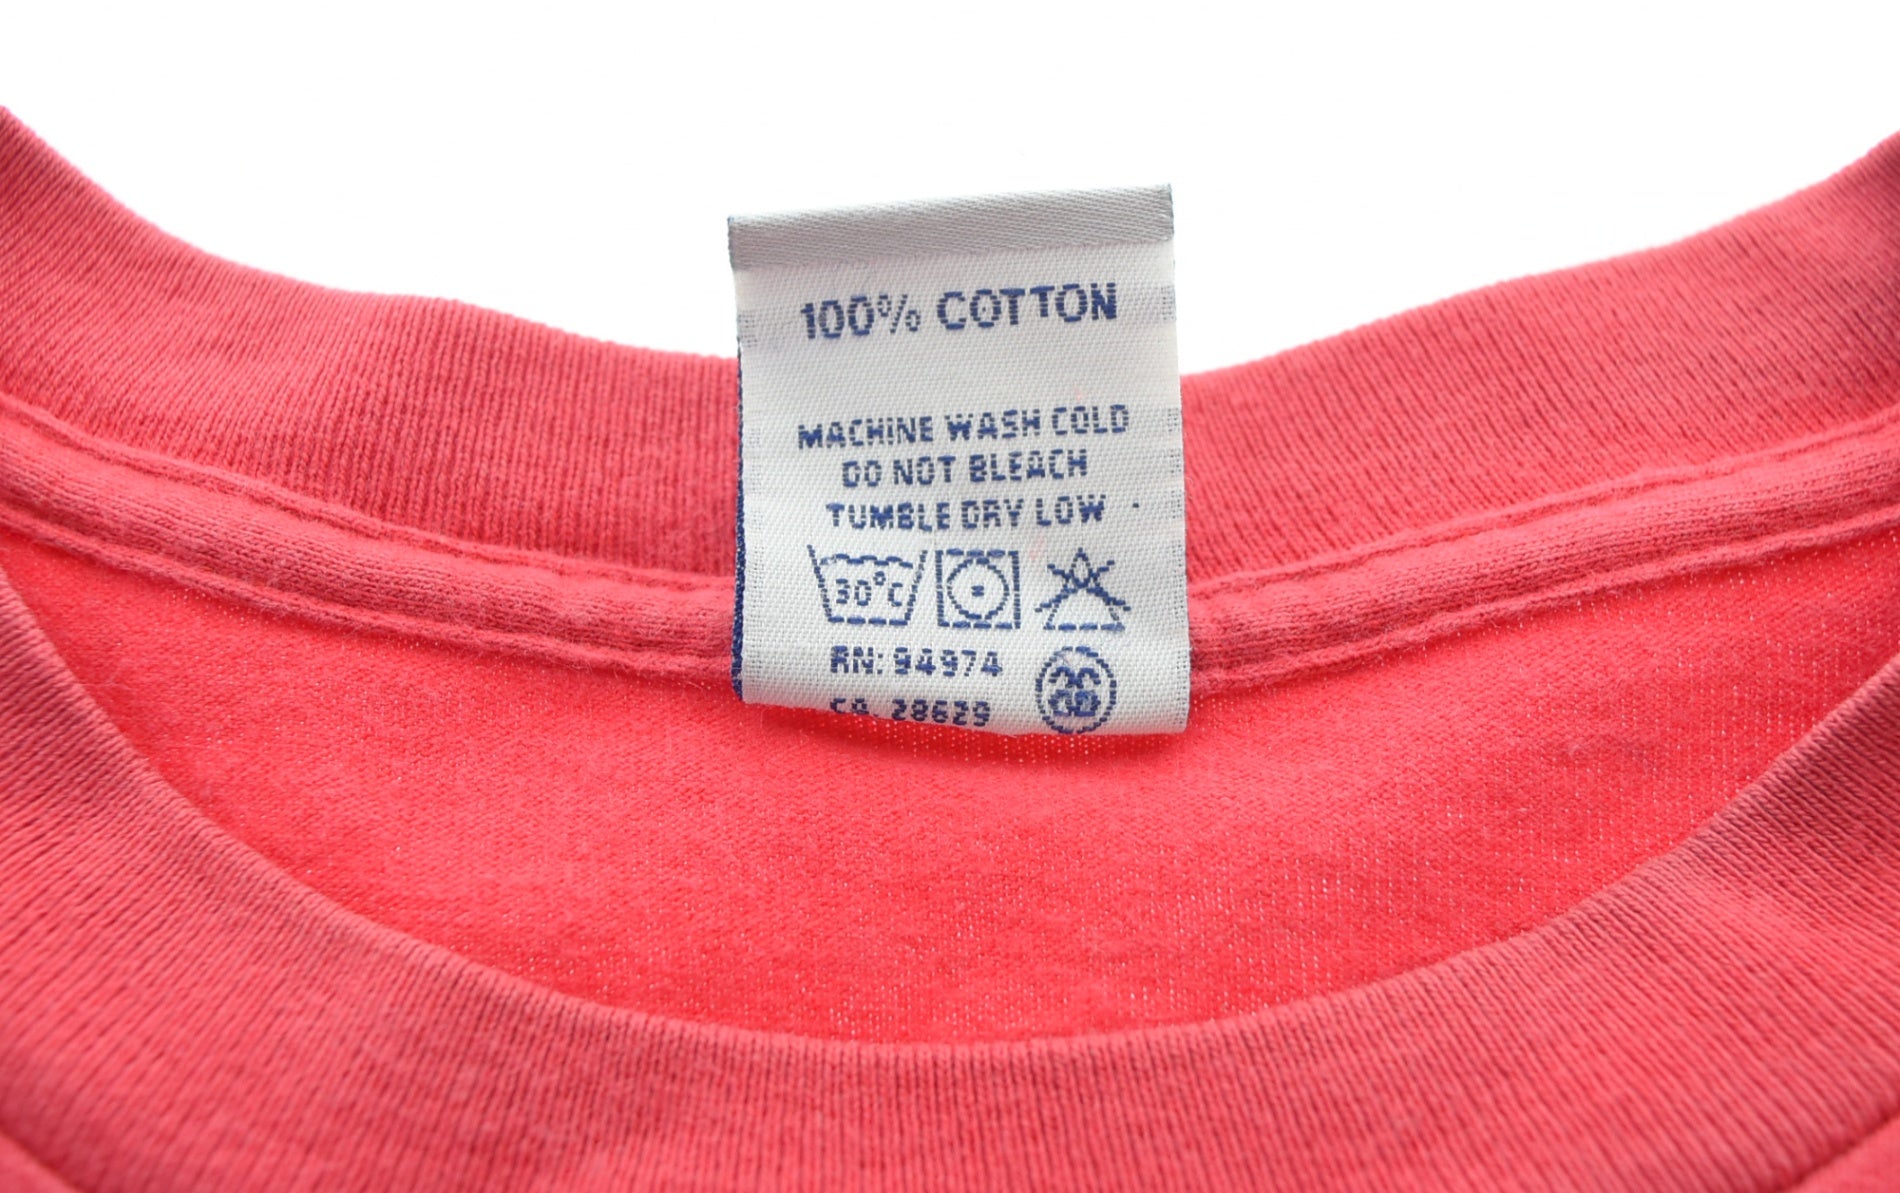 100% COTTON
MACHINE WASH COLD
DO NOT BLEACH
TUMBLE DRY LOW
30°C
RN: 94974
CA 28629